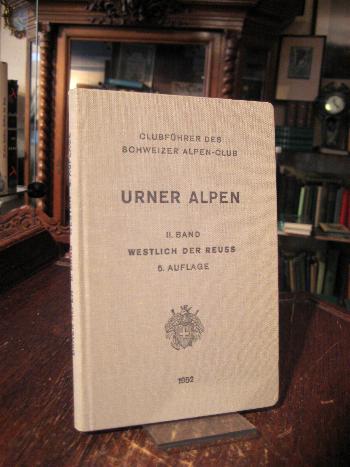 CLUBFÜHRER DES
SCHWEIZER ALPEN-CLUB
URNER ALPEN
II. BAND
WESTLICH DER REUSS
5. AUFLAGE
1952